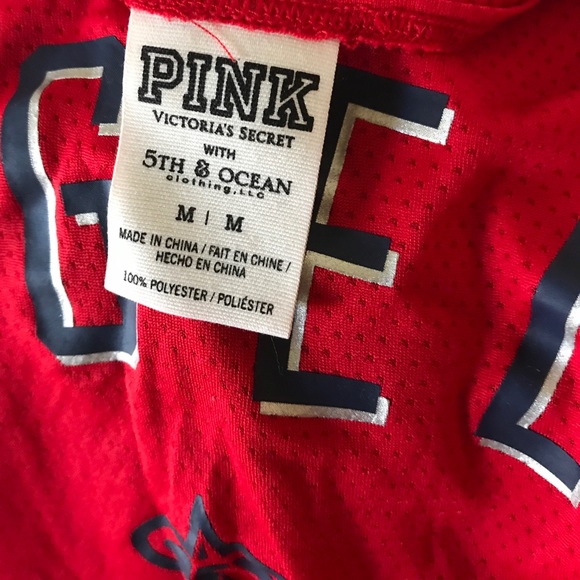 PINK
VICTORIA'S SECRET
WITH
5TH & OCEAN
clothing, LLC
M | M
MADE IN CHINA / FAIT EN CHINE /
HECHO EN CHINA
100% POLYESTER / POLIÉSTER
GEL